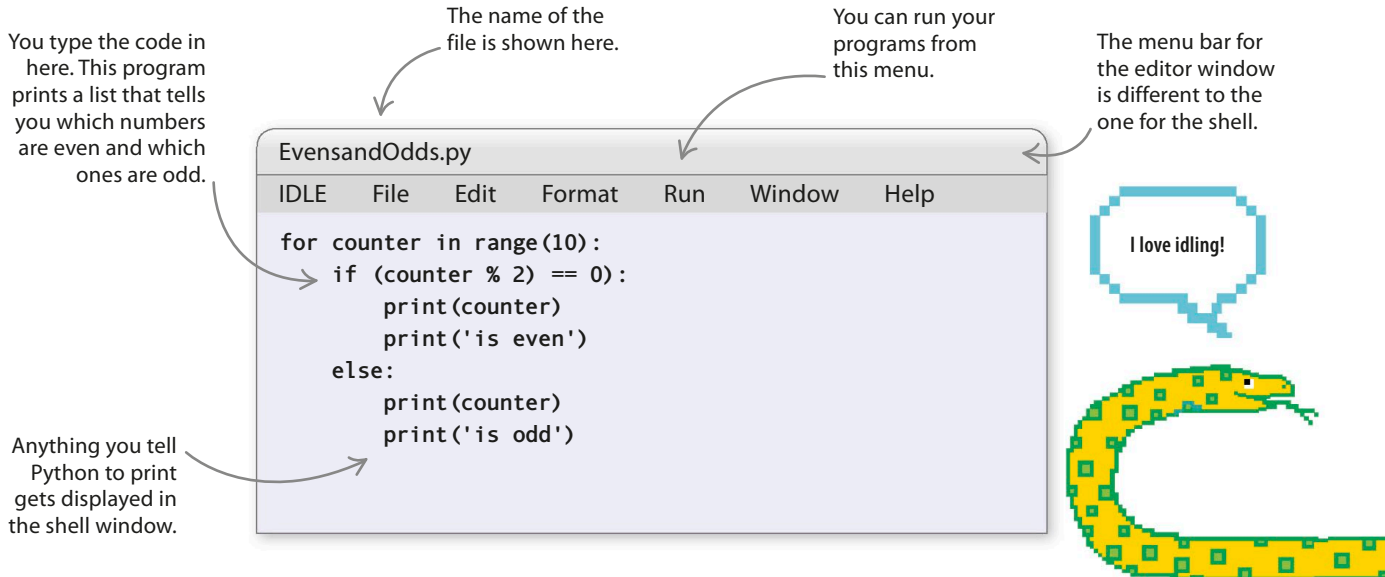 You type the code in
here. This program
prints a list that tells
you which numbers
are even and which
ones are odd.
The name of the
file is shown here.
You can run your
programs from
this menu.
The menu bar for
the editor window
is different to the
one for the shell.
EvensandOdds.py
IDLE File Edit Format Run Window Help
for counter in range(10):
    if (counter % 2) == 0):
        print(counter)
        print('is even')
    else:
        print(counter)
        print('is odd')
I love idling!
Anything you tell
Python to print
gets displayed in
the shell window.